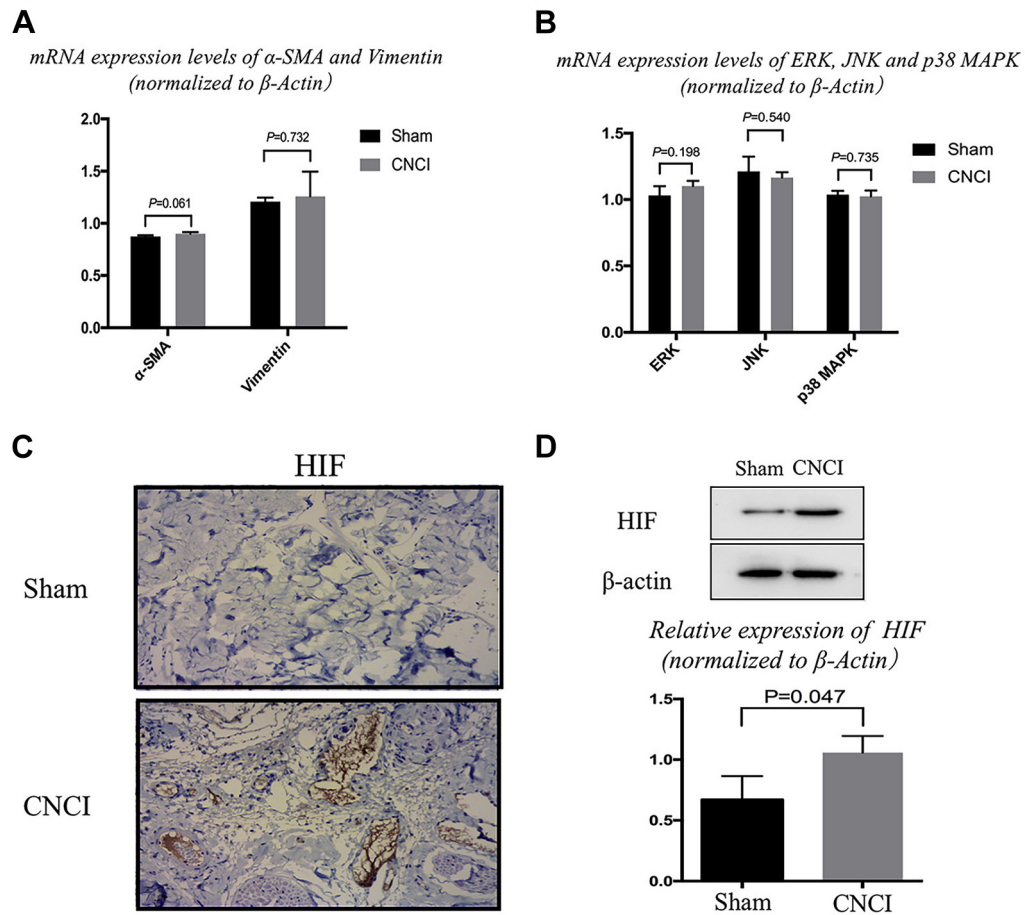 A
mRNA expression levels of α-SMA and Vimentin
(normalized to β-Actin)
2.0
1.5
1.0
0.5
0.0
P=0.061
P=0.732
Sham
CNCI
α-SMA
Vimentin
B
mRNA expression levels of ERK, JNK and p38 MAPK
(normalized to β-Actin)
1.5
1.0
0.5
0.0
P=0.198
P=0.540
P=0.735
Sham
CNCI
ERK
JNK
p38 MAPK
C
HIF
Sham
CNCI
D
Sham CNCI
HIF
β-actin
Relative expression of HIF
(normalized to β-Actin)
1.5
1.0
0.5
0.0
P=0.047
Sham
CNCI